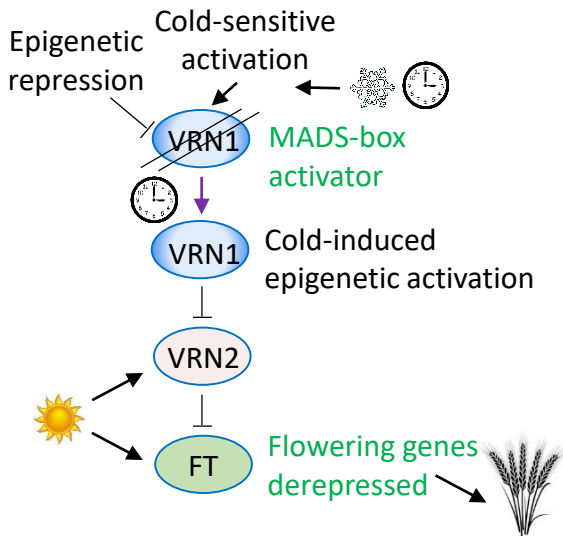 Cold-sensitive
activation
Epigenetic
repression
VRN1
MADS-box
activator
VRN1
Cold-induced
epigenetic activation
VRN2
FT
Flowering genes
derepressed